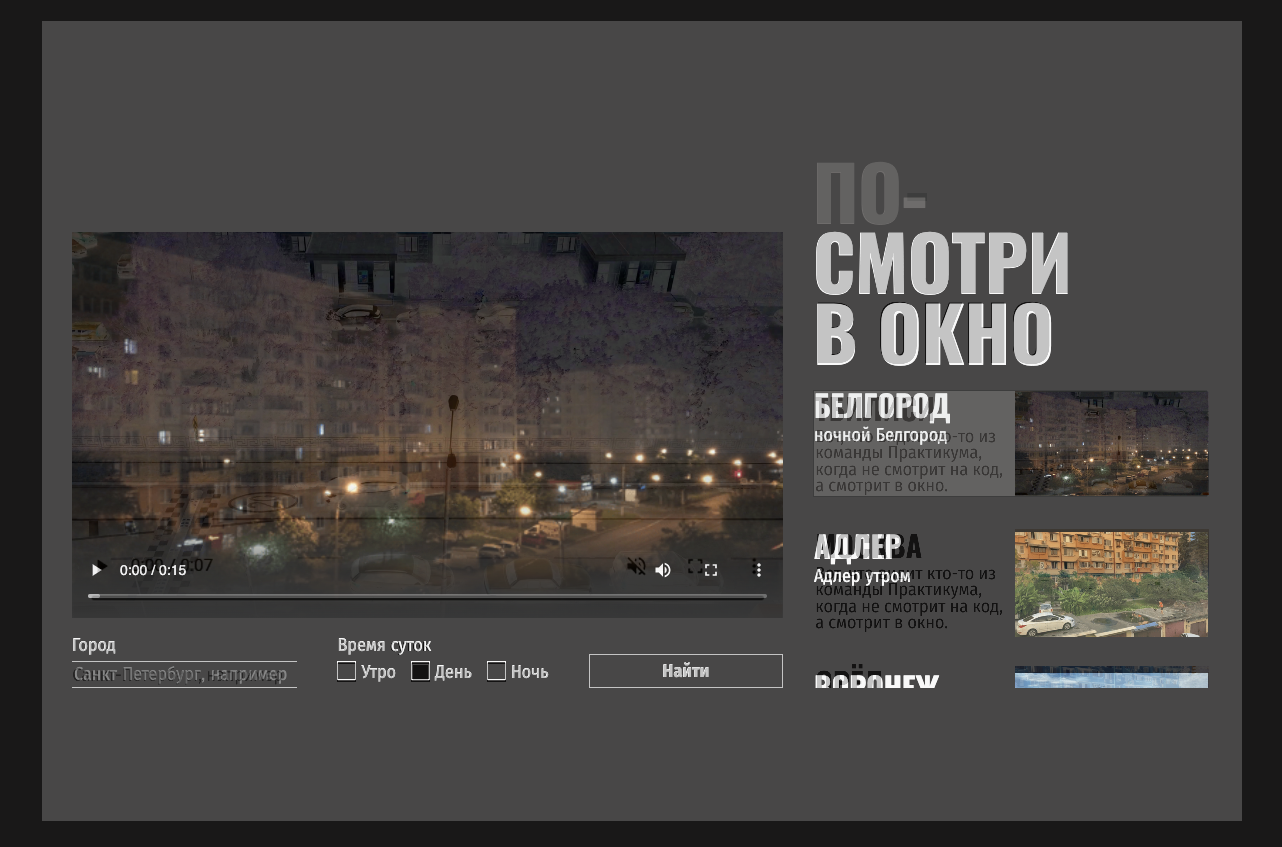 ПО-
СМОТРИ
В ОКНО
0:00 / 0:15
Город
Санкт-Петербург, например
Время суток
Утро
День
Ночь
Найти
БЕЛГОРОД
ночной Белгород
кто-то из
команды Практикума,
когда не смотрит на код,
а смотрит в окно.
АДЛЕР
Адлер утром
кто-то из
команды Практикума,
когда не смотрит на код,
а смотрит в окно.
ВОРОНЕЖ